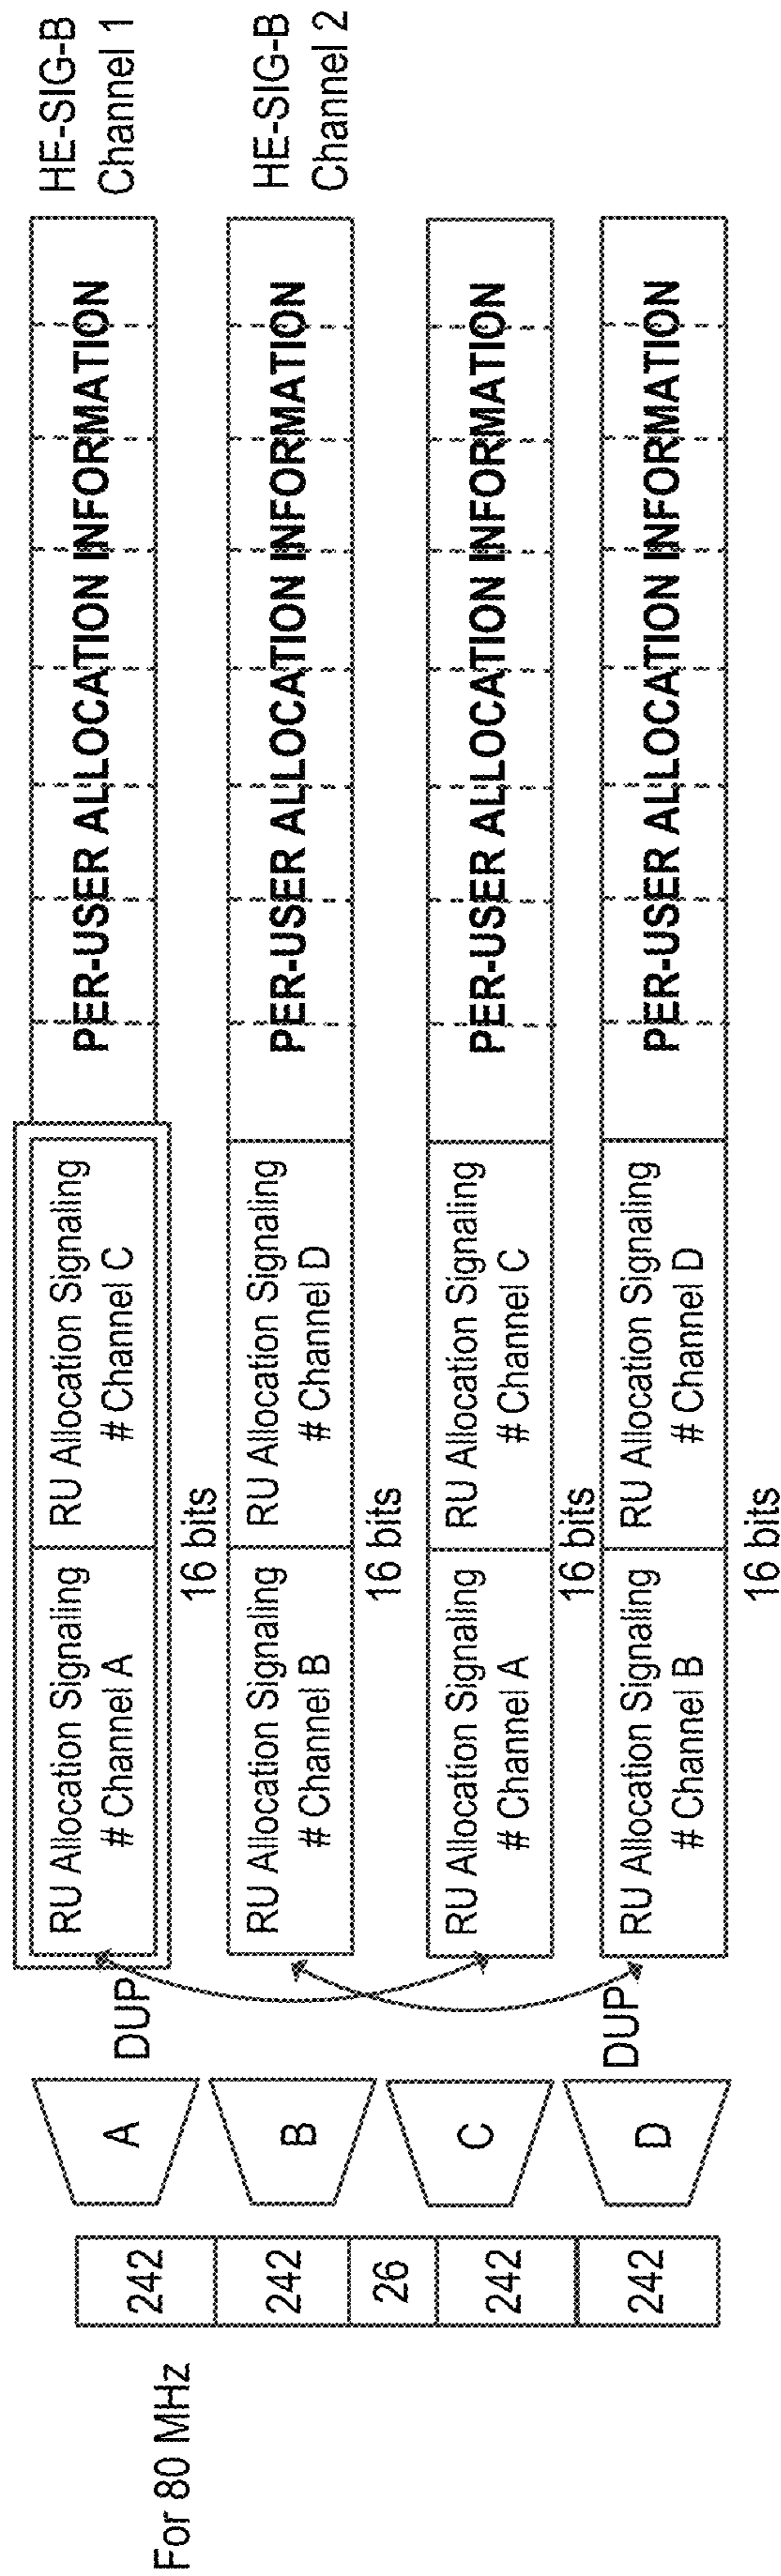 For 80 MHz
242
242
26
242
242
A
B
C
D
DUP
DUP
RU Allocation Signaling
# Channel A
RU Allocation Signaling
# Channel C
16 bits
PER-USER ALLOCATION INFORMATION
HE-SIG-B
Channel 1
RU Allocation Signaling
# Channel B
RU Allocation Signaling
# Channel D
16 bits
PER-USER ALLOCATION INFORMATION
HE-SIG-B
Channel 2
RU Allocation Signaling
# Channel A
RU Allocation Signaling
# Channel C
16 bits
PER-USER ALLOCATION INFORMATION
RU Allocation Signaling
# Channel B
RU Allocation Signaling
# Channel D
16 bits
PER-USER ALLOCATION INFORMATION